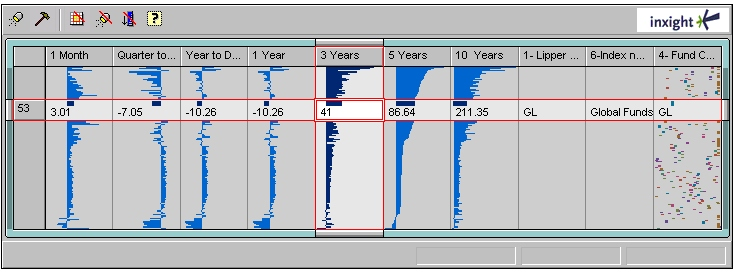 ?
inxight
1 Month Quarter to... Year to D... 1 Year 3 Years 5 Years 10 Years 1- Lipper ... 6-Index n... 4- Fund C...
53 3.01 -7.05 -10.26 -10.26 41 86.64 211.35 GL Global Funds GL